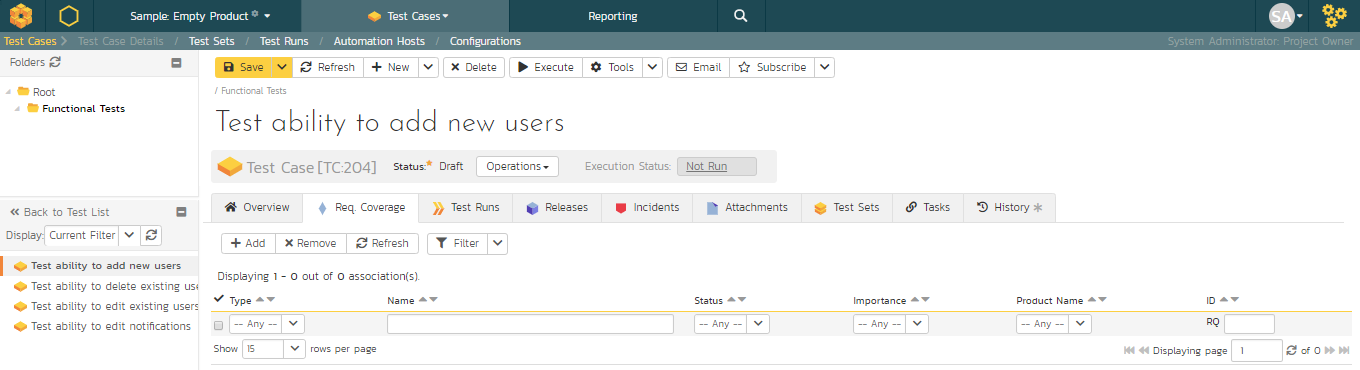 Sample: Empty Product Test Cases Reporting SA
Test Cases Test Case Details / Test Sets / Test Runs / Automation Hosts / Configurations System Administrator: Project Owner
Folders
Root
Functional Tests
Back to Test List
Display: Current Filter
Test ability to add new users
Test ability to delete existing use
Test ability to edit existing users
Test ability to edit notifications
Save Refresh New Delete Execute Tools Email Subscribe
/ Functional Tests
Test ability to add new users
Test Case [TC:204] Status:* Draft Operations Execution Status: Not Run
Overview Req. Coverage Test Runs Releases Incidents Attachments Test Sets Tasks History
Add Remove Refresh Filter
Displaying 1 - 0 out of 0 association(s).
Type Name Status Importance Product Name ID
-- Any -- -- Any -- -- Any -- -- Any -- RQ
Show 15 rows per page Displaying page 1 of 0